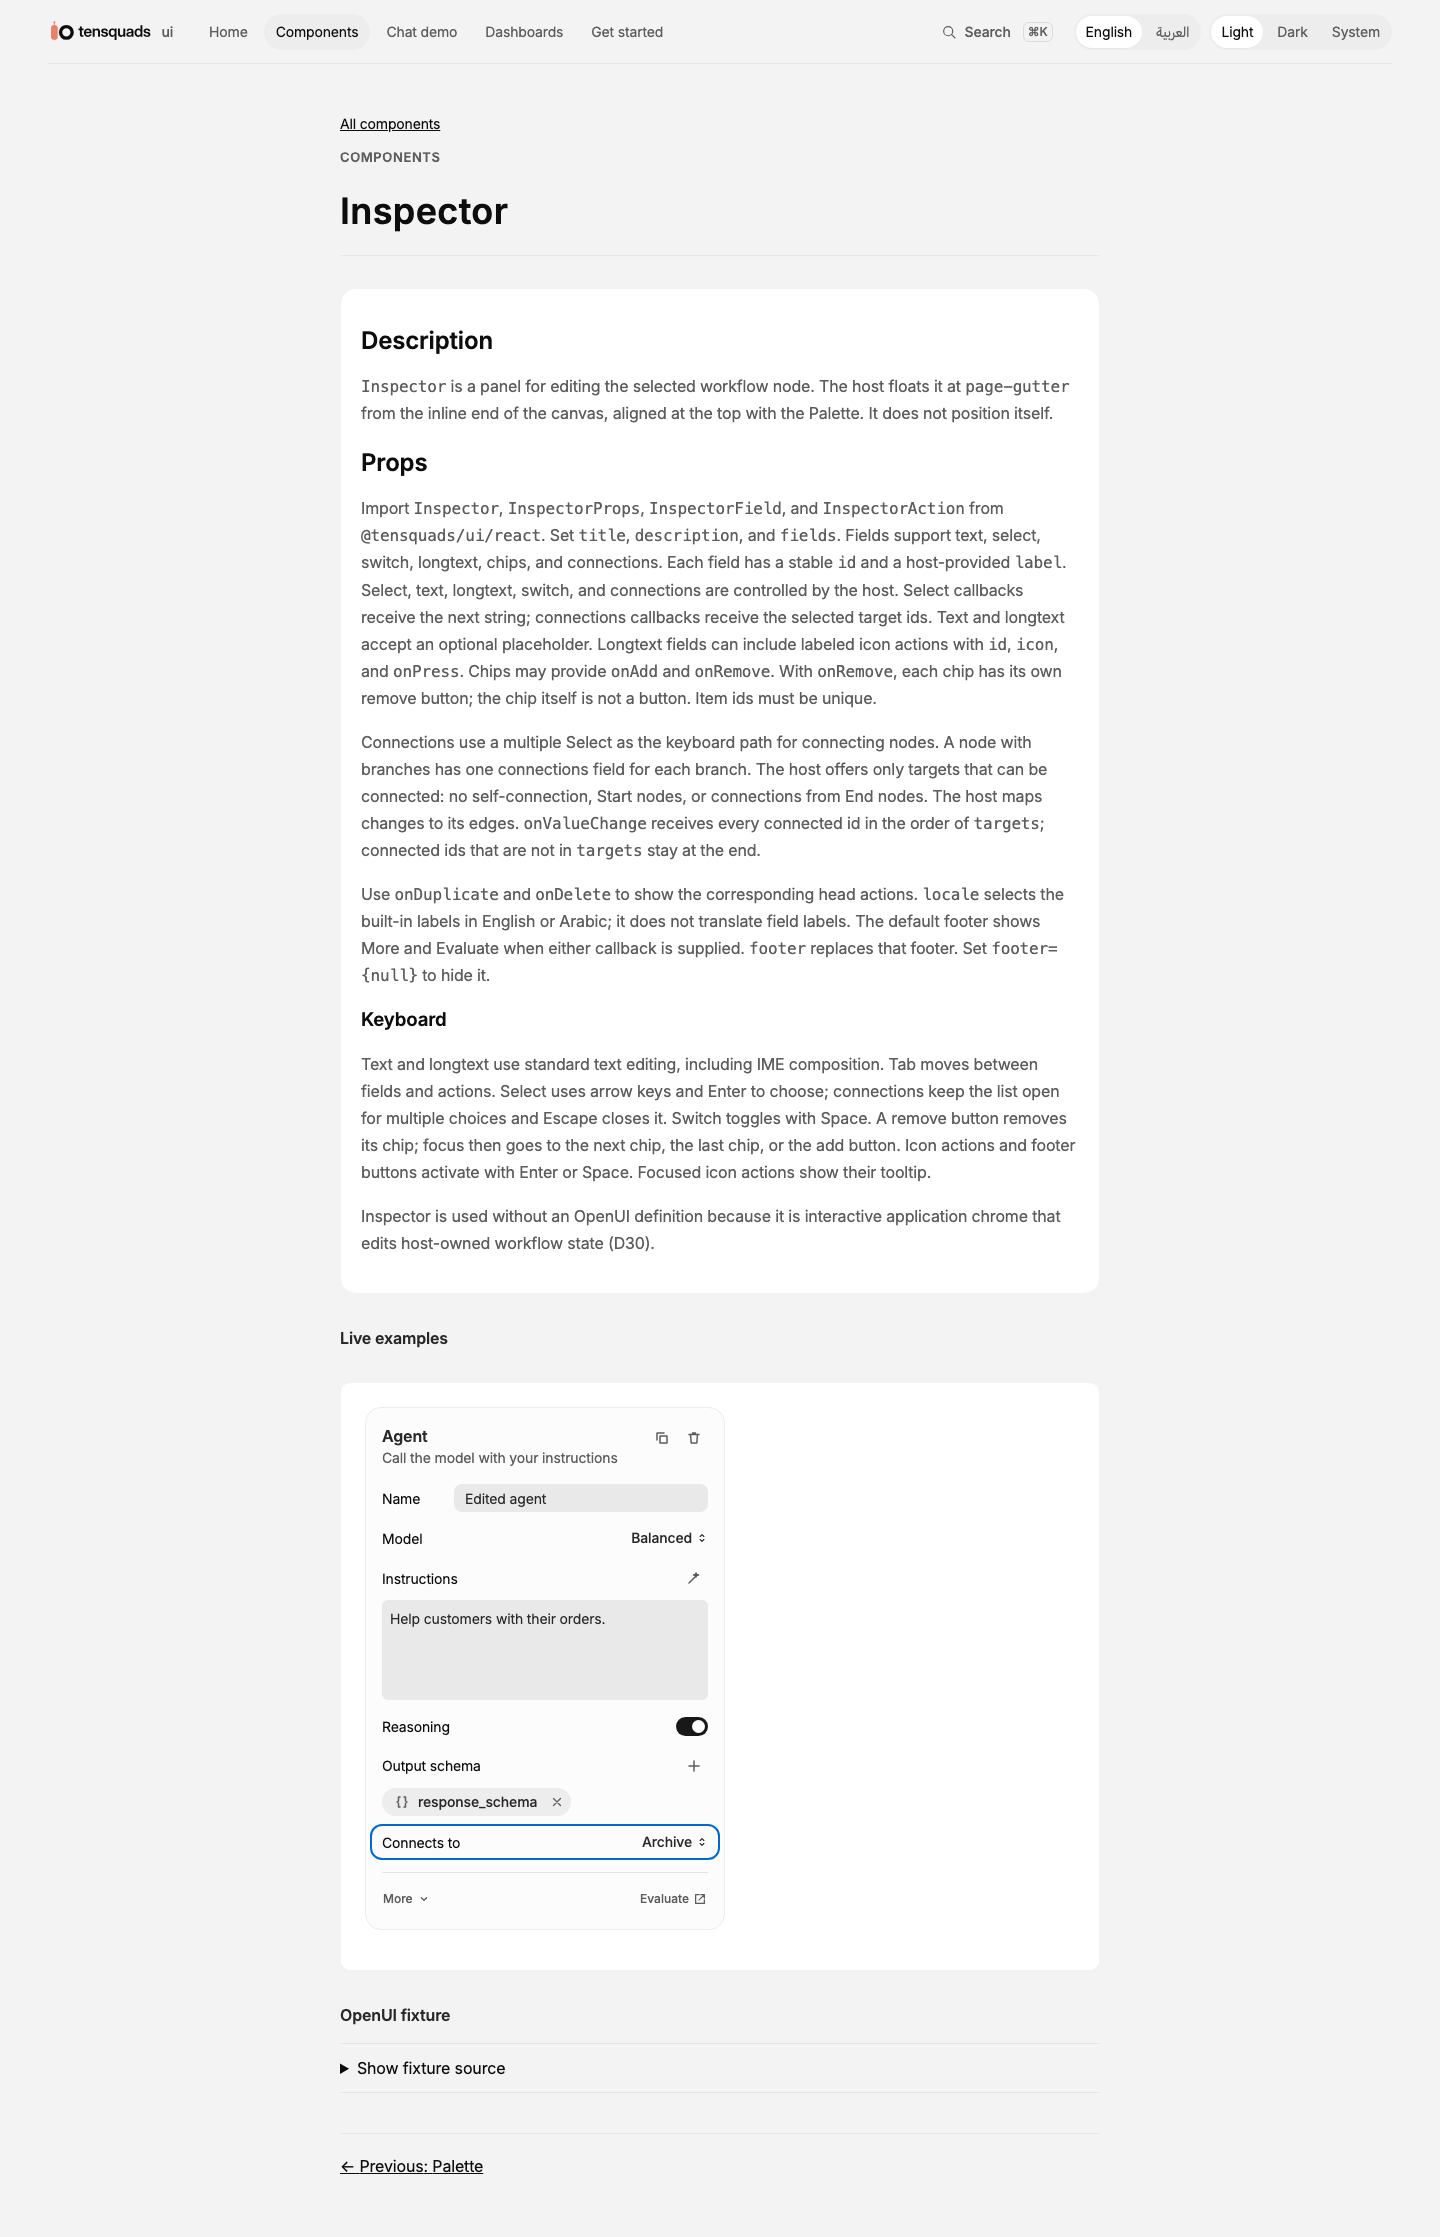 tensquads ui
Home
Components
Chat demo
Dashboards
Get started
Search ⌘K
English
العربية
Light
Dark
System
All components
COMPONENTS
Inspector
Description
Inspector is a panel for editing the selected workflow node. The host floats it at page-gutter
from the inline end of the canvas, aligned at the top with the Palette. It does not position itself.
Props
Import Inspector, InspectorProps, InspectorField, and InspectorAction from
@tensquads/ui/react. Set title, description, and fields. Fields support text, select,
switch, longtext, chips, and connections. Each field has a stable id and a host-provided label.
Select, text, longtext, switch, and connections are controlled by the host. Select callbacks
receive the next string; connections callbacks receive the selected target ids. Text and longtext
accept an optional placeholder. Longtext fields can include labeled icon actions with id, icon,
and onPress. Chips may provide onAdd and onRemove. With onRemove, each chip has its own
remove button; the chip itself is not a button. Item ids must be unique.
Connections use a multiple Select as the keyboard path for connecting nodes. A node with
branches has one connections field for each branch. The host offers only targets that can be
connected: no self-connection, Start nodes, or connections from End nodes. The host maps
changes to its edges. onValueChange receives every connected id in the order of targets;
connected ids that are not in targets stay at the end.
Use onDuplicate and onDelete to show the corresponding head actions. locale selects the
built-in labels in English or Arabic; it does not translate field labels. The default footer shows
More and Evaluate when either callback is supplied. footer replaces that footer. Set footer=
{null} to hide it.
Keyboard
Text and longtext use standard text editing, including IME composition. Tab moves between
fields and actions. Select uses arrow keys and Enter to choose; connections keep the list open
for multiple choices and Escape closes it. Switch toggles with Space. A remove button removes
its chip; focus then goes to the next chip, the last chip, or the add button. Icon actions and footer
buttons activate with Enter or Space. Focused icon actions show their tooltip.
Inspector is used without an OpenUI definition because it is interactive application chrome that
edits host-owned workflow state (D30).
Live examples
Agent
Call the model with your instructions
Name Edited agent
Model Balanced
Instructions
Help customers with their orders.
Reasoning
Output schema
{} response_schema
Connects to Archive
More
Evaluate
OpenUI fixture
▶ Show fixture source
← Previous: Palette